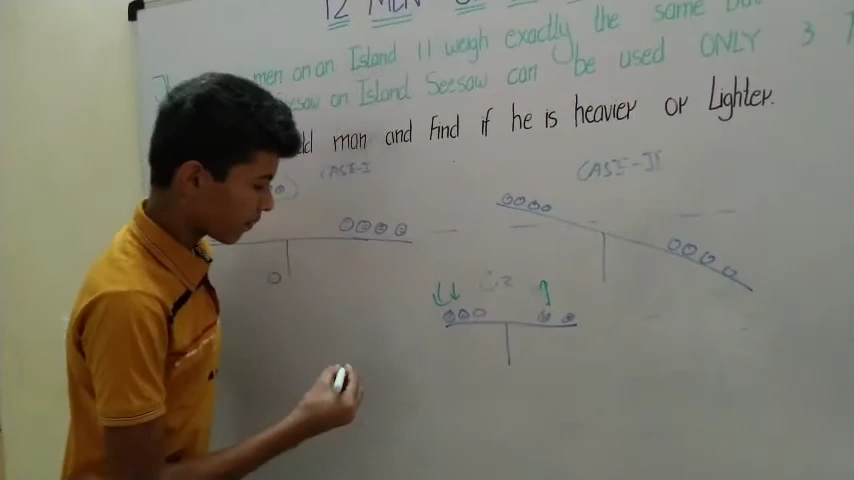 12 MEN
men on an Island 11 weigh exactly the same but
Seesaw on Island Seesaw can be used ONLY 3
man and Find if he is heavier or Lighter.
CASE-I
CASE-II